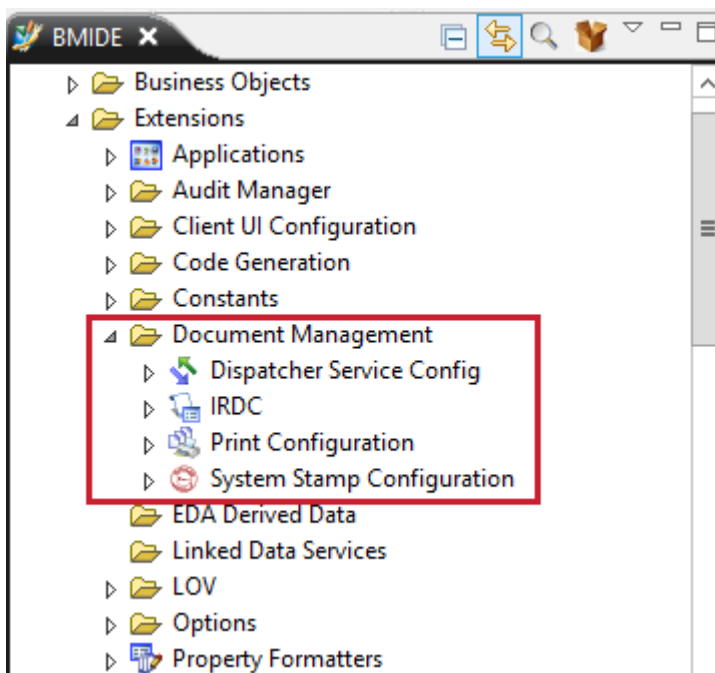 BMIDE
Business Objects
Extensions
Applications
Audit Manager
Client UI Configuration
Code Generation
Constants
Document Management
Dispatcher Service Config
IRDC
Print Configuration
System Stamp Configuration
EDA Derived Data
Linked Data Services
LOV
Options
Property Formatters